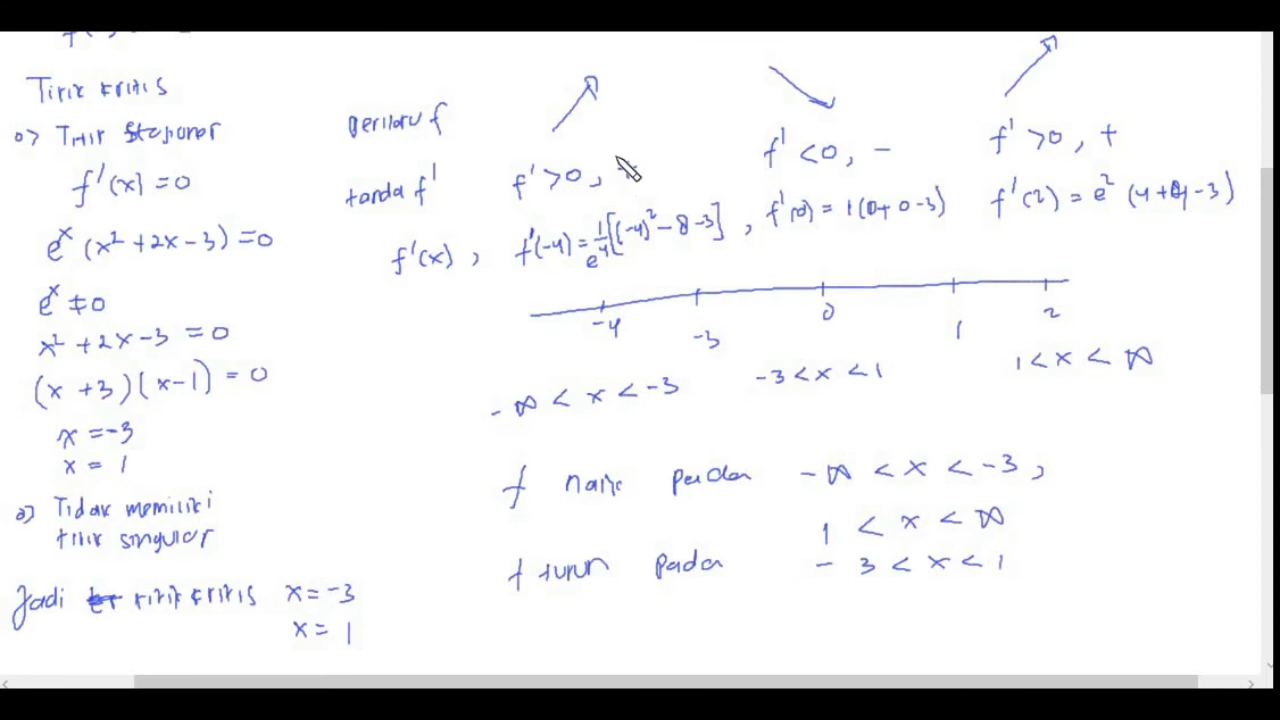 Titik kritis
o) Titik stasioner
f'(x) = 0
e^x (x² + 2x - 3) = 0
e^x ≠ 0
x² + 2x - 3 = 0
(x + 3)(x - 1) = 0
x = -3
x = 1
o) Tidak memiliki
titik singular
Jadi titik kritis x = -3
x = 1
perilaku f
tanda f' f' > 0, + f' < 0, - f' > 0, +
f'(x), f'(-4) = 1/e^4 [(-4)² - 8 - 3], f'(0) = 1(0 + 0 - 3) f'(2) = e² (4 + 4 - 3)
-4 -3 0 1 2
-∞ < x < -3 -3 < x < 1 1 < x < ∞
f naik pada -∞ < x < -3,
1 < x < ∞
f turun pada -3 < x < 1